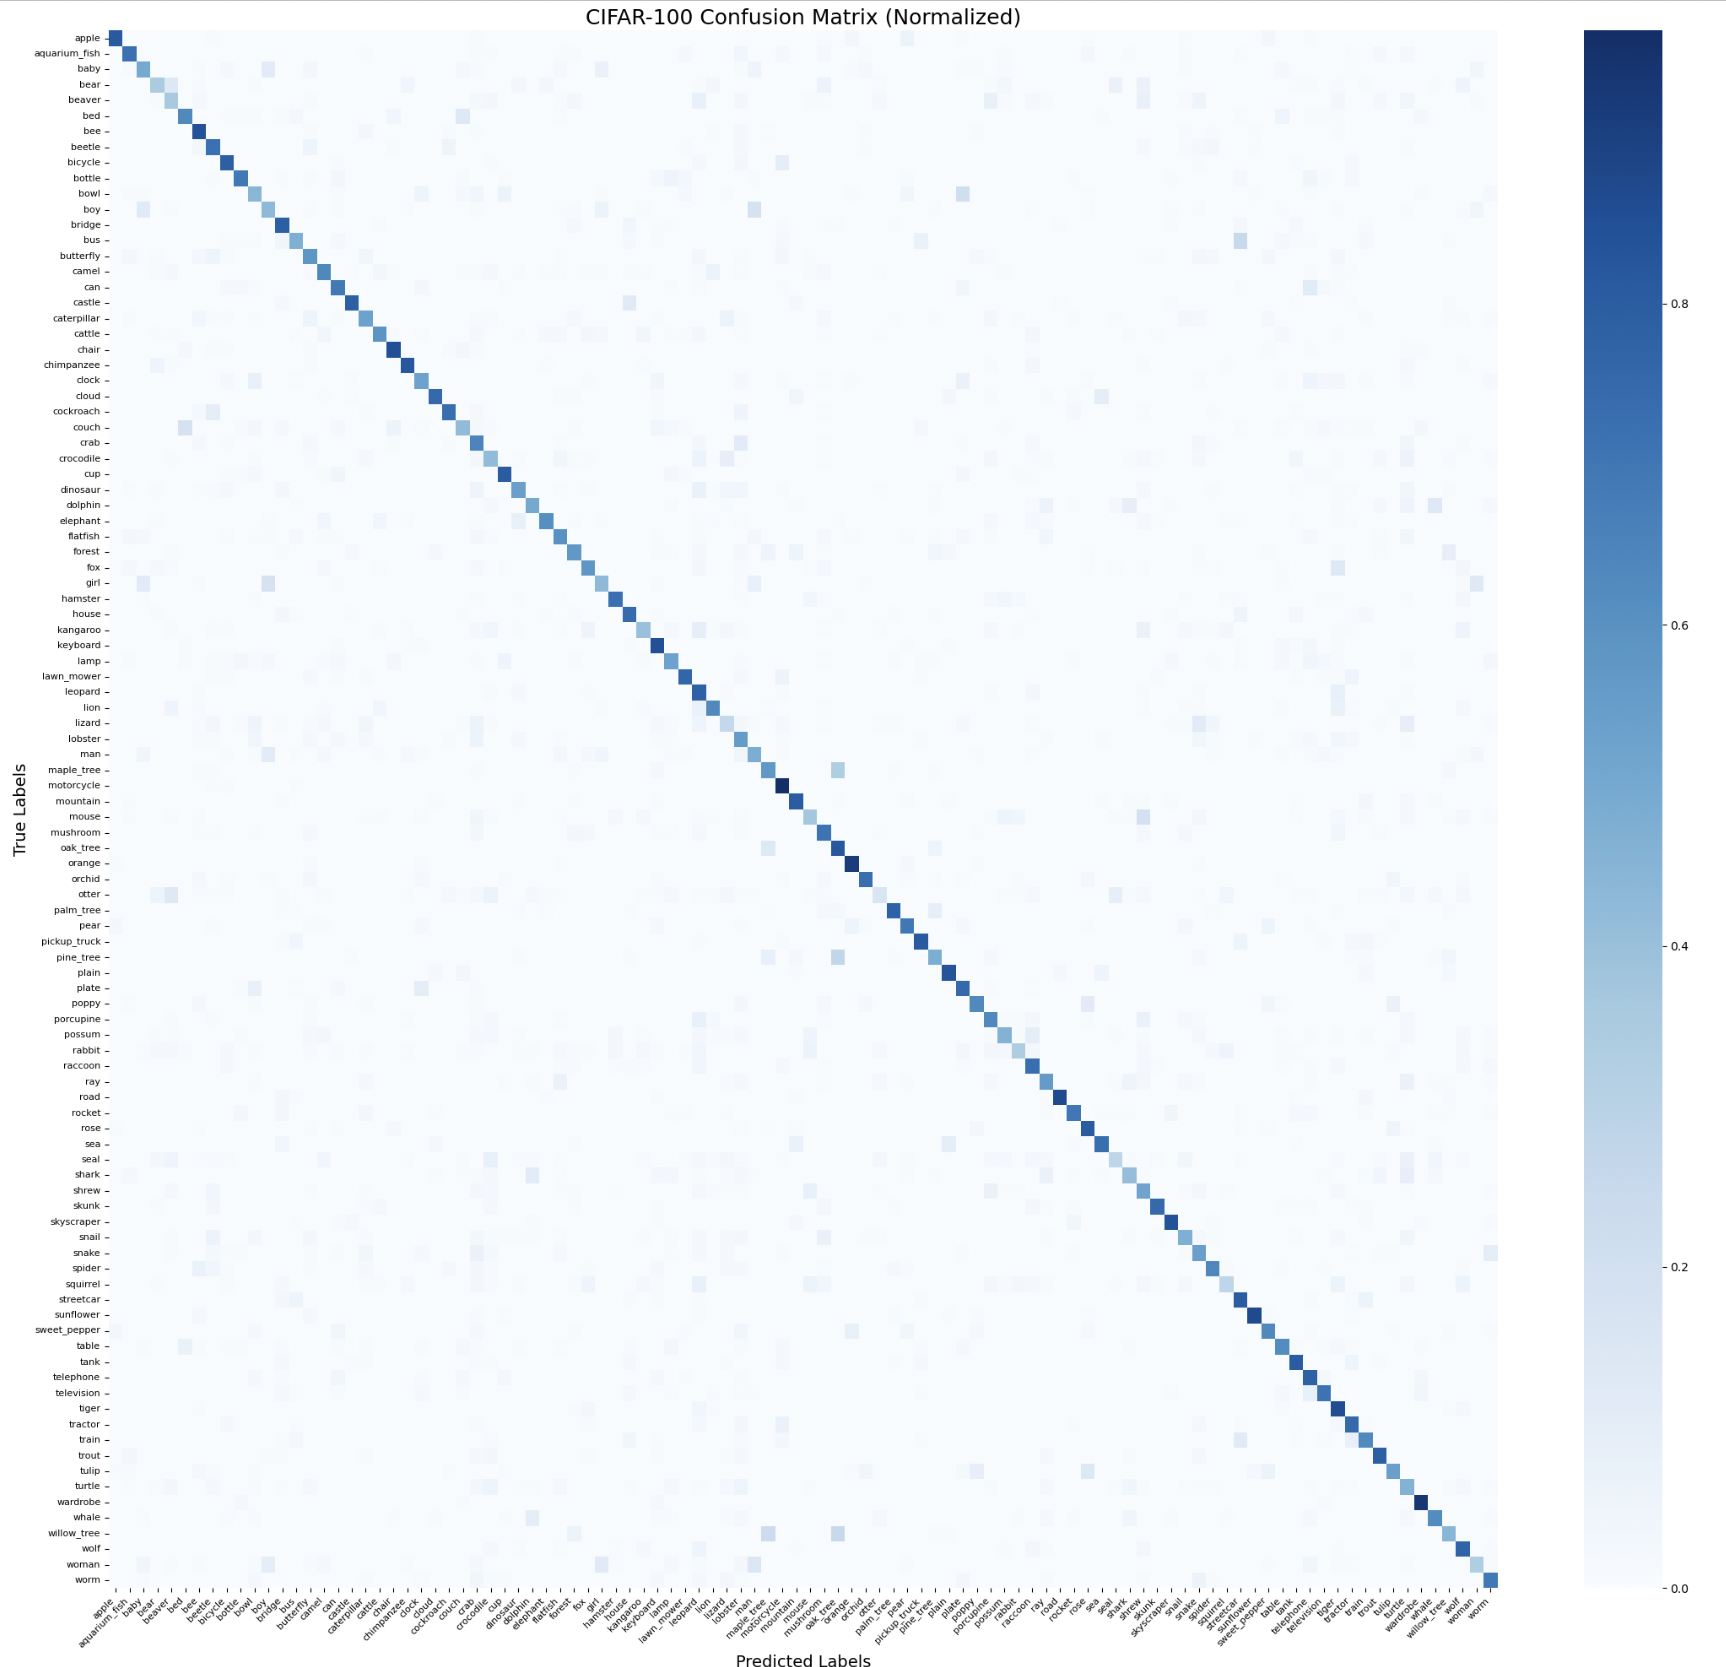 CIFAR-100 Confusion Matrix (Normalized)
True Labels
apple
aquarium_fish
baby
bear
beaver
bed
bee
beetle
bicycle
bottle
bowl
boy
bridge
bus
butterfly
camel
can
castle
caterpillar
cattle
chair
chimpanzee
clock
cloud
cockroach
couch
crab
crocodile
cup
dinosaur
dolphin
elephant
flatfish
forest
fox
girl
hamster
house
kangaroo
keyboard
lamp
lawn_mower
leopard
lion
lizard
lobster
man
maple_tree
motorcycle
mountain
mouse
mushroom
oak_tree
orange
orchid
otter
palm_tree
pear
pickup_truck
pine_tree
plain
plate
poppy
porcupine
possum
rabbit
raccoon
ray
road
rocket
rose
sea
seal
shark
shrew
skunk
skyscraper
snail
snake
spider
squirrel
streetcar
sunflower
sweet_pepper
table
tank
telephone
television
tiger
tractor
train
trout
tulip
turtle
wardrobe
whale
willow_tree
wolf
woman
worm
apple
aquarium_fish
baby
bear
beaver
bed
bee
beetle
bicycle
bottle
bowl
boy
bridge
bus
butterfly
camel
can
castle
caterpillar
cattle
chair
chimpanzee
clock
cloud
cockroach
couch
crab
crocodile
cup
dinosaur
dolphin
elephant
flatfish
forest
fox
girl
hamster
house
kangaroo
keyboard
lamp
lawn_mower
leopard
lion
lizard
lobster
man
maple_tree
motorcycle
mountain
mouse
mushroom
oak_tree
orange
orchid
otter
palm_tree
pear
pickup_truck
pine_tree
plain
plate
poppy
porcupine
possum
rabbit
raccoon
ray
road
rocket
rose
sea
seal
shark
shrew
skunk
skyscraper
snail
snake
spider
squirrel
streetcar
sunflower
sweet_pepper
table
tank
telephone
television
tiger
tractor
train
trout
tulip
turtle
wardrobe
whale
willow_tree
wolf
woman
worm
Predicted Labels
0.8
0.6
0.4
0.2
0.0